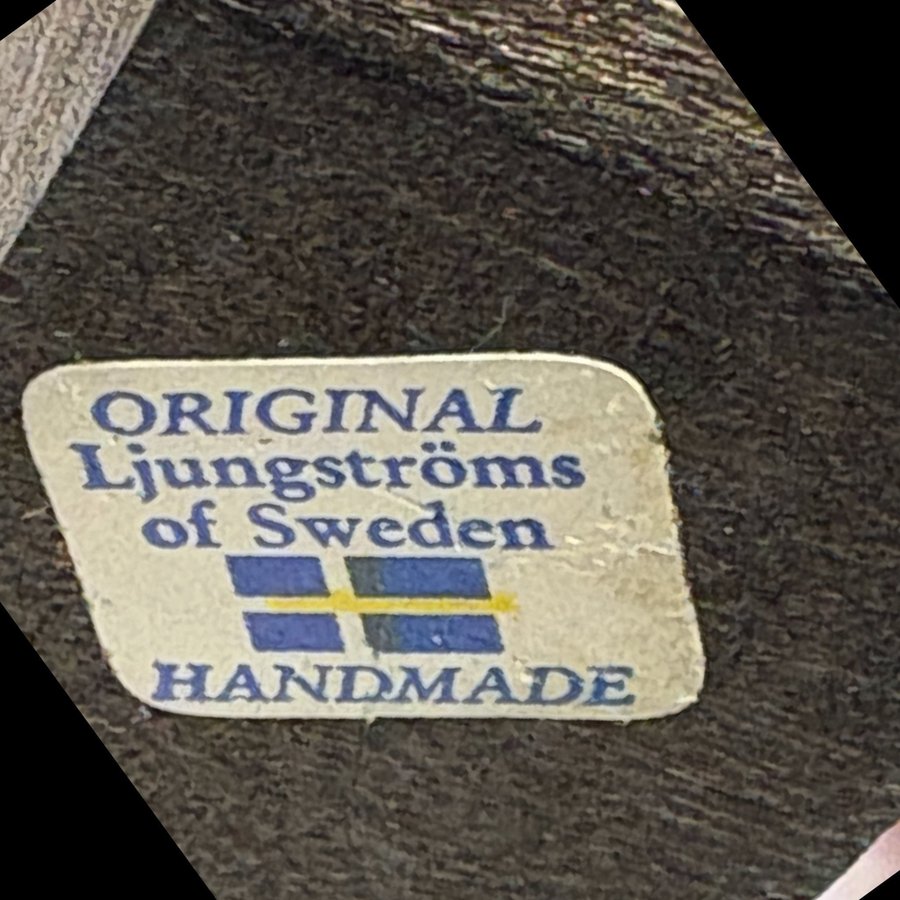 ORIGINAL
Ljungströms
of Sweden
HANDMADE